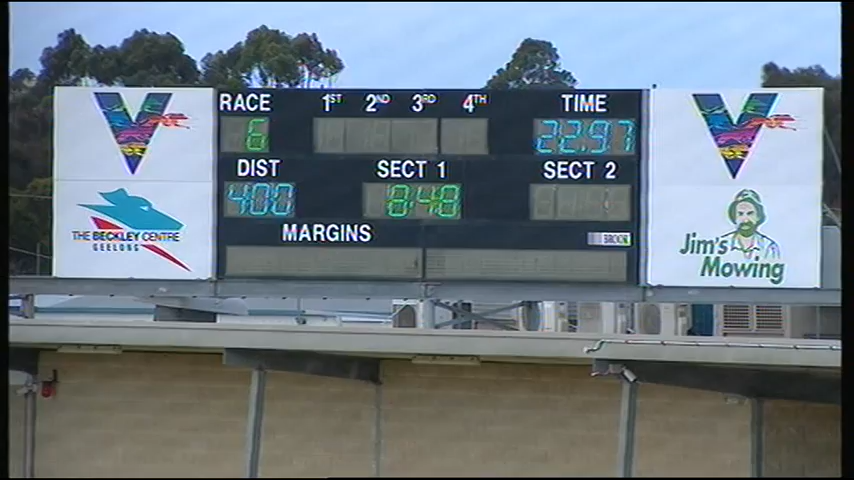 RACE 1ST 2ND 3RD 4TH TIME
6 22.97
DIST SECT 1 SECT 2
400 8.48
MARGINS BROOK
THE BECKLEY CENTRE
GEELONG
Jim's
Mowing